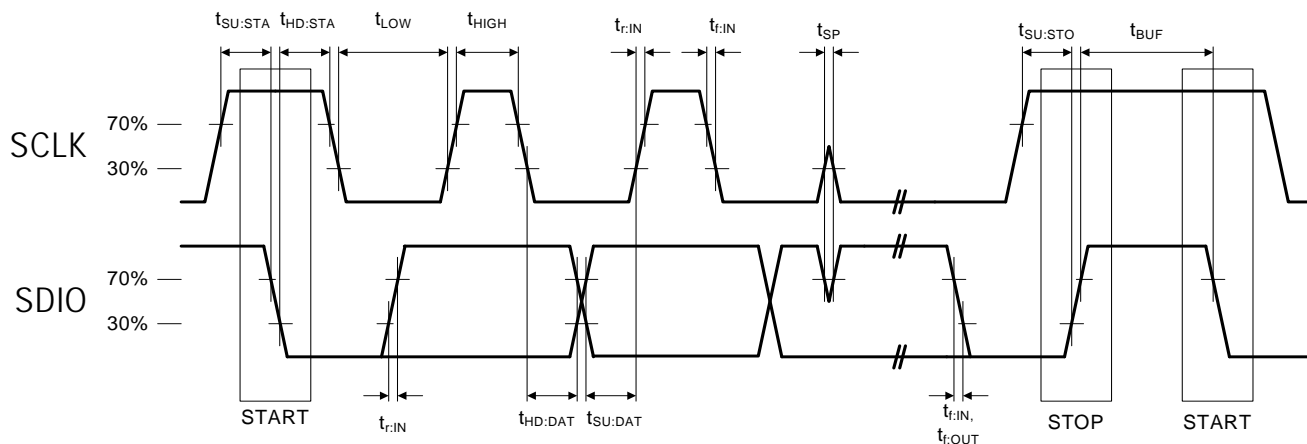 tSU:STA tHD:STA tLOW tHIGH tr:IN tf:IN tSP tSU:STO tBUF
70%
SCLK
30%
70%
SDIO
30%
START tr:IN tHD:DAT tSU:DAT tf:IN, STOP START
tf:OUT